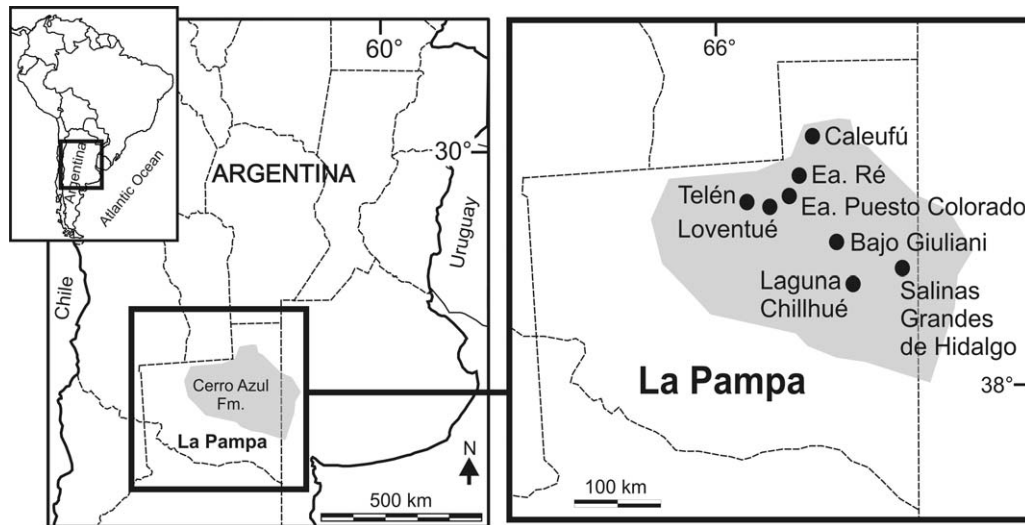 Argentina
Atlantic Ocean
60°
30°
ARGENTINA
Uruguay
Chile
Cerro Azul
Fm.
La Pampa
N
500 km
66
38°
Caleufú
Ea. Ré
Telén
Ea. Puesto Colorado
Loventué
Bajo Giuliani
Laguna
Chillhué
Salinas
Grandes
de Hidalgo
La Pampa
100 km